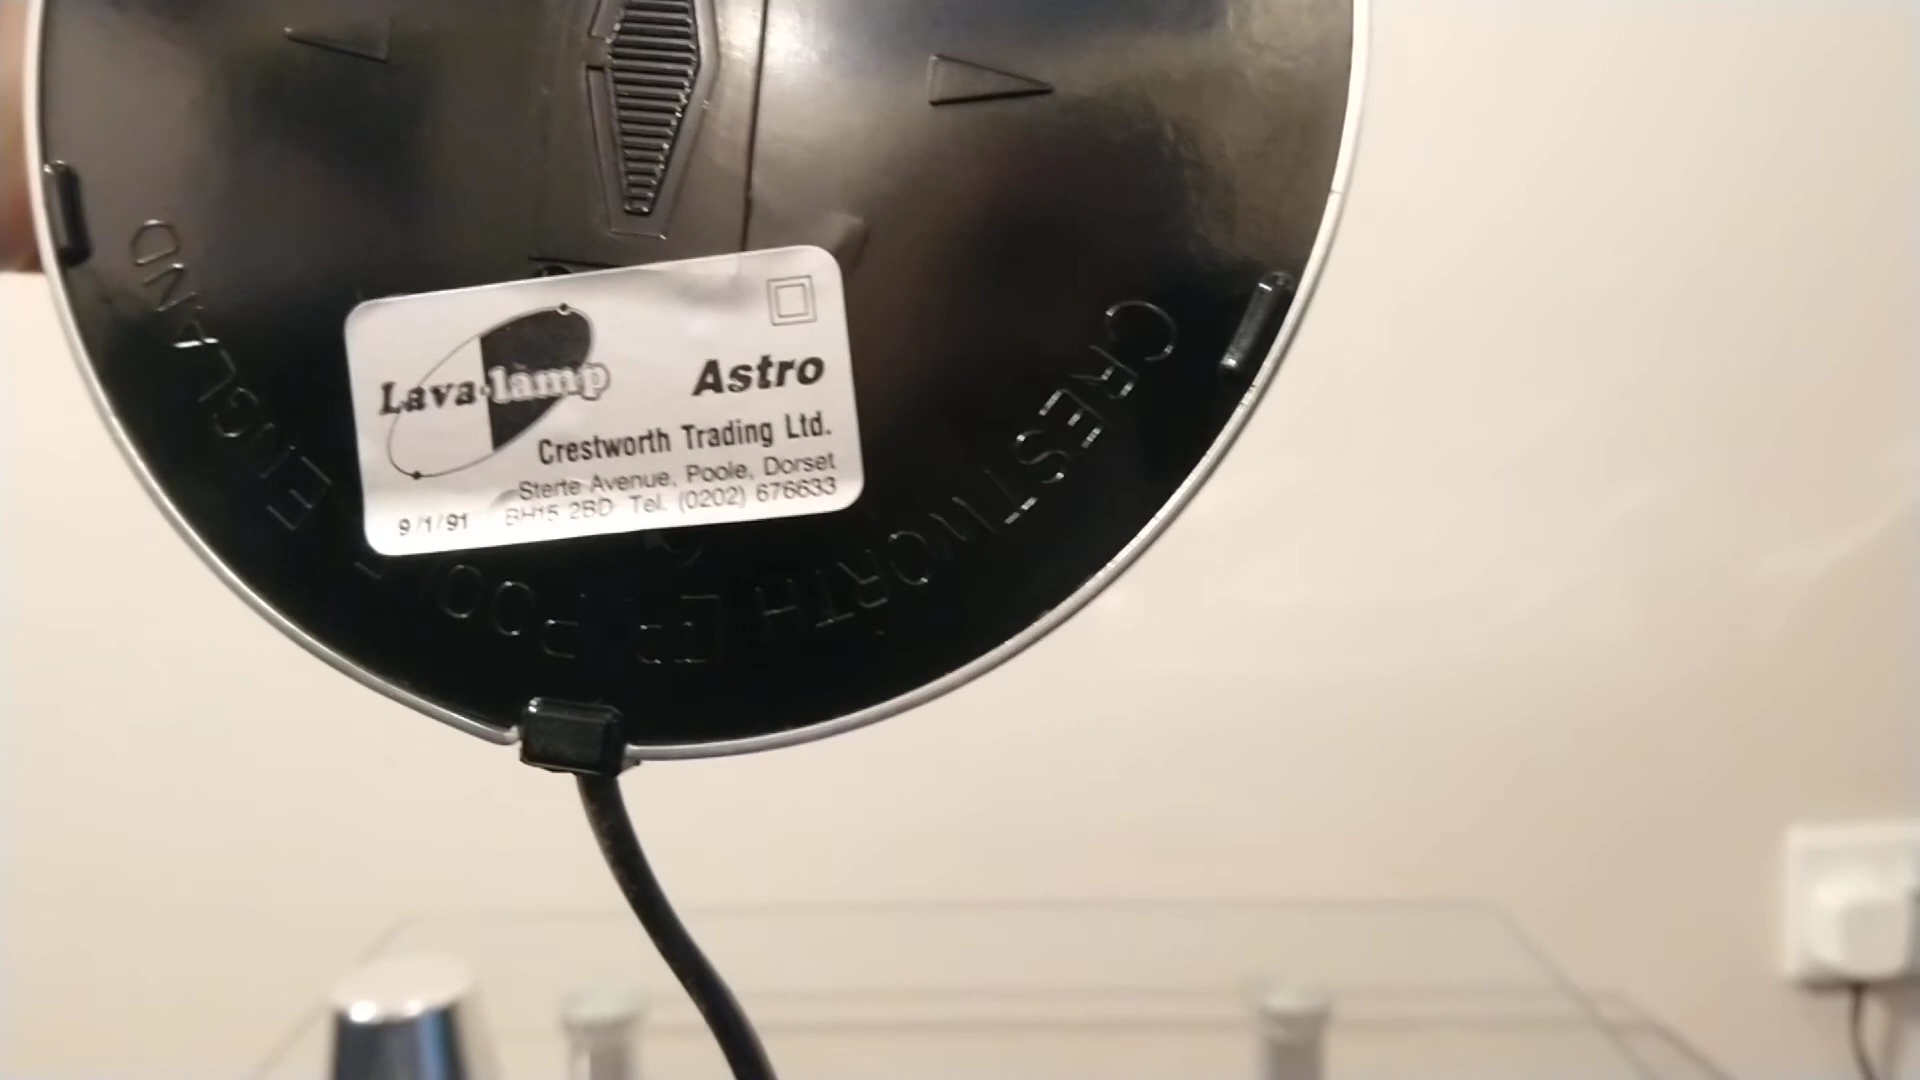 Lava-lamp
Astro
Crestworth Trading Ltd.
Sterte Avenue, Poole, Dorset
BH15 2BD Tel. (0202) 676633
9/1/91
CRESTWORTH LTD POOLE ENGLAND